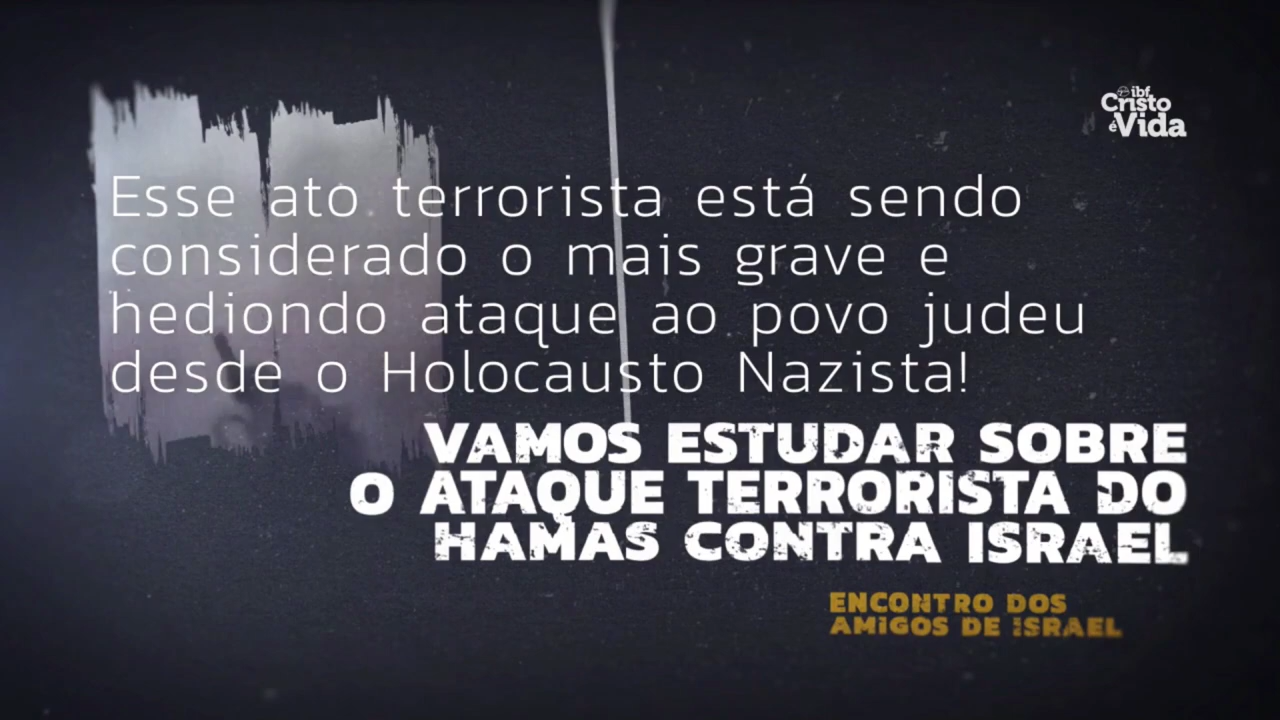 ibf
Cristo
é Vida
Esse ato terrorista está sendo
considerado o mais grave e
hediondo ataque ao povo judeu
desde o Holocausto Nazista!
VAMOS ESTUDAR SOBRE
O ATAQUE TERRORISTA DO
HAMAS CONTRA ISRAEL
ENCONTRO DOS
AMIGOS DE ISRAEL